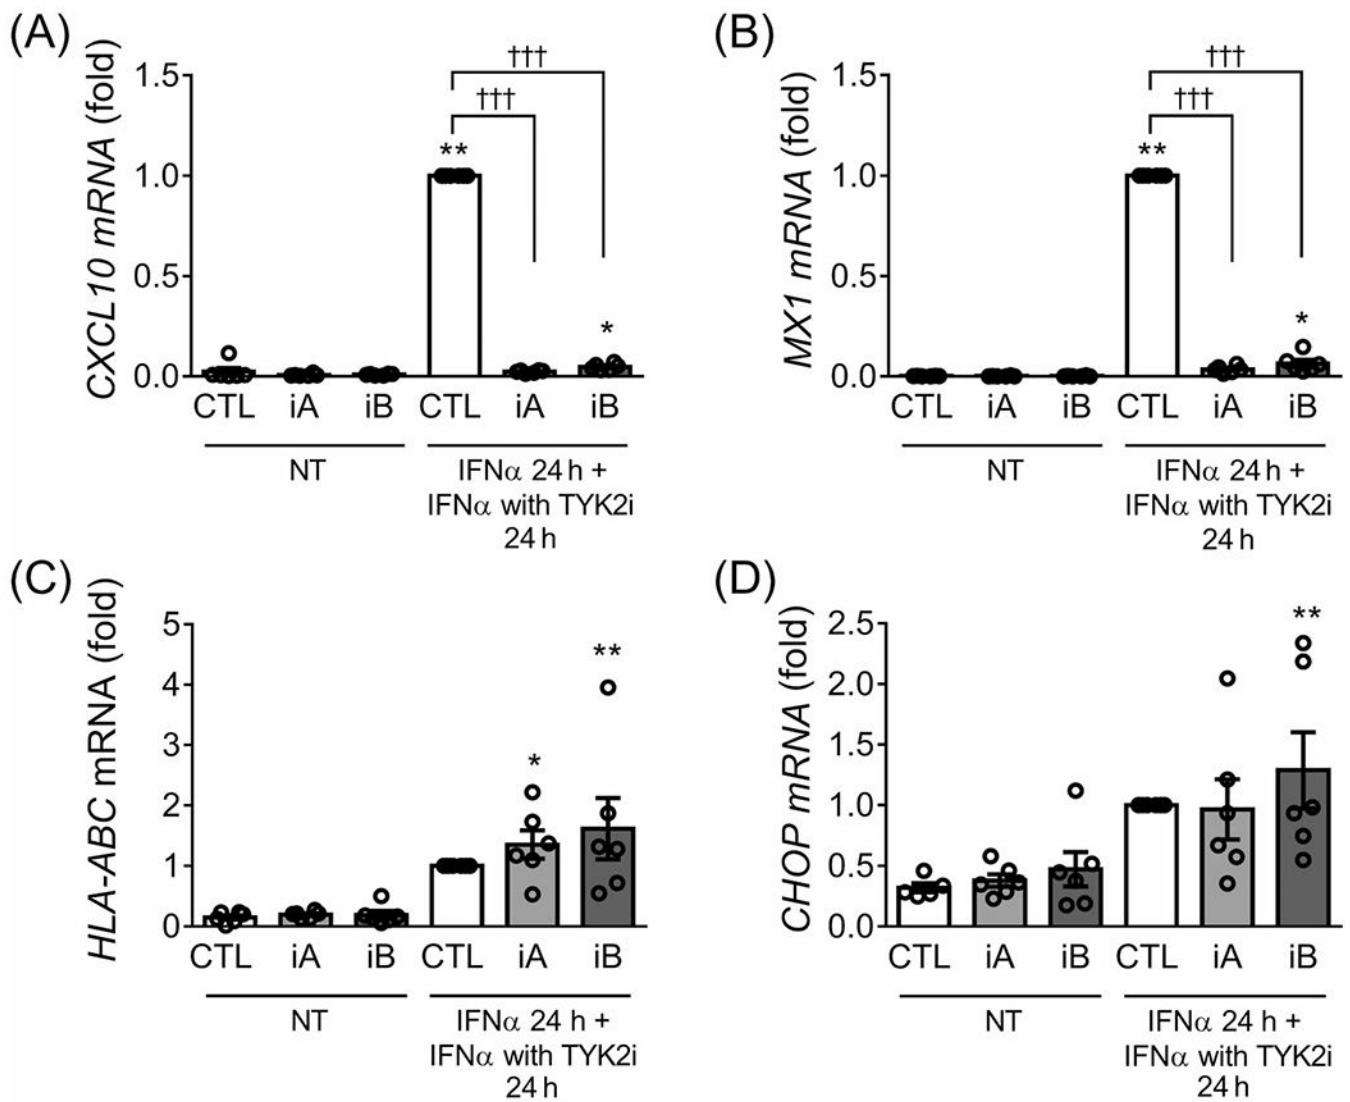 (A)
CXCL10 mRNA (fold)
1.5
1.0
0.5
0.0
†††
†††
**
*
CTL iA iB CTL iA iB
NT
IFNα 24 h +
IFNα with TYK2i
24 h
(B)
MX1 mRNA (fold)
1.5
1.0
0.5
0.0
†††
†††
**
*
CTL iA iB CTL iA iB
NT
IFNα 24 h +
IFNα with TYK2i
24 h
(C)
HLA-ABC mRNA (fold)
5
4
3
2
1
0
**
*
CTL iA iB CTL iA iB
NT
IFNα 24 h +
IFNα with TYK2i
24 h
(D)
CHOP mRNA (fold)
2.5
2.0
1.5
1.0
0.5
0.0
**
CTL iA iB CTL iA iB
NT
IFNα 24 h +
IFNα with TYK2i
24 h